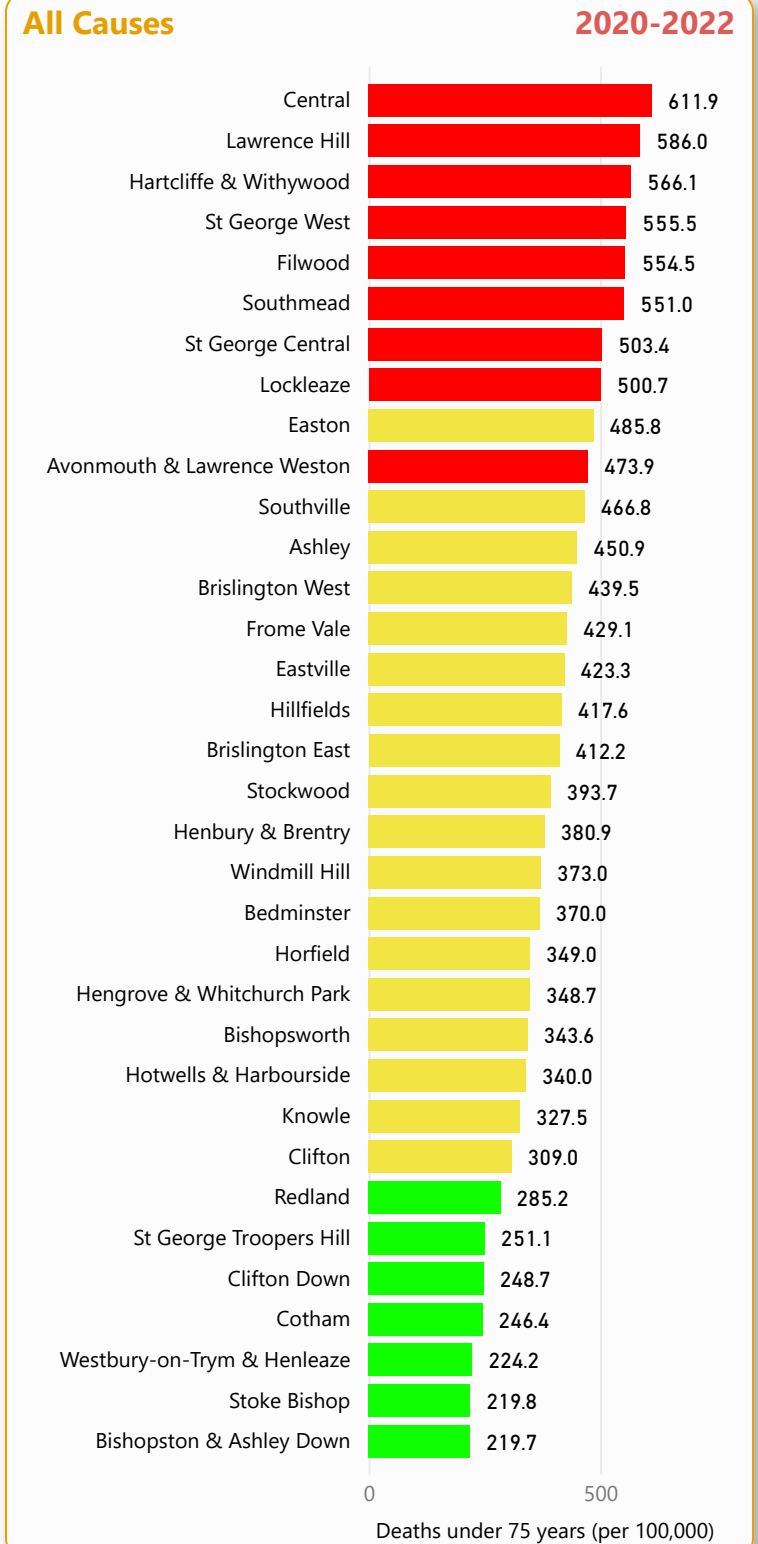 All Causes 2020-2022
Central 611.9
Lawrence Hill 586.0
Hartcliffe & Withywood 566.1
St George West 555.5
Filwood 554.5
Southmead 551.0
St George Central 503.4
Lockleaze 500.7
Easton 485.8
Avonmouth & Lawrence Weston 473.9
Southville 466.8
Ashley 450.9
Brislington West 439.5
Frome Vale 429.1
Eastville 423.3
Hillfields 417.6
Brislington East 412.2
Stockwood 393.7
Henbury & Brentry 380.9
Windmill Hill 373.0
Bedminster 370.0
Horfield 349.0
Hengrove & Whitchurch Park 348.7
Bishopsworth 343.6
Hotwells & Harbourside 340.0
Knowle 327.5
Clifton 309.0
Redland 285.2
St George Troopers Hill 251.1
Clifton Down 248.7
Cotham 246.4
Westbury-on-Trym & Henleaze 224.2
Stoke Bishop 219.8
Bishopston & Ashley Down 219.7
0 500
Deaths under 75 years (per 100,000)